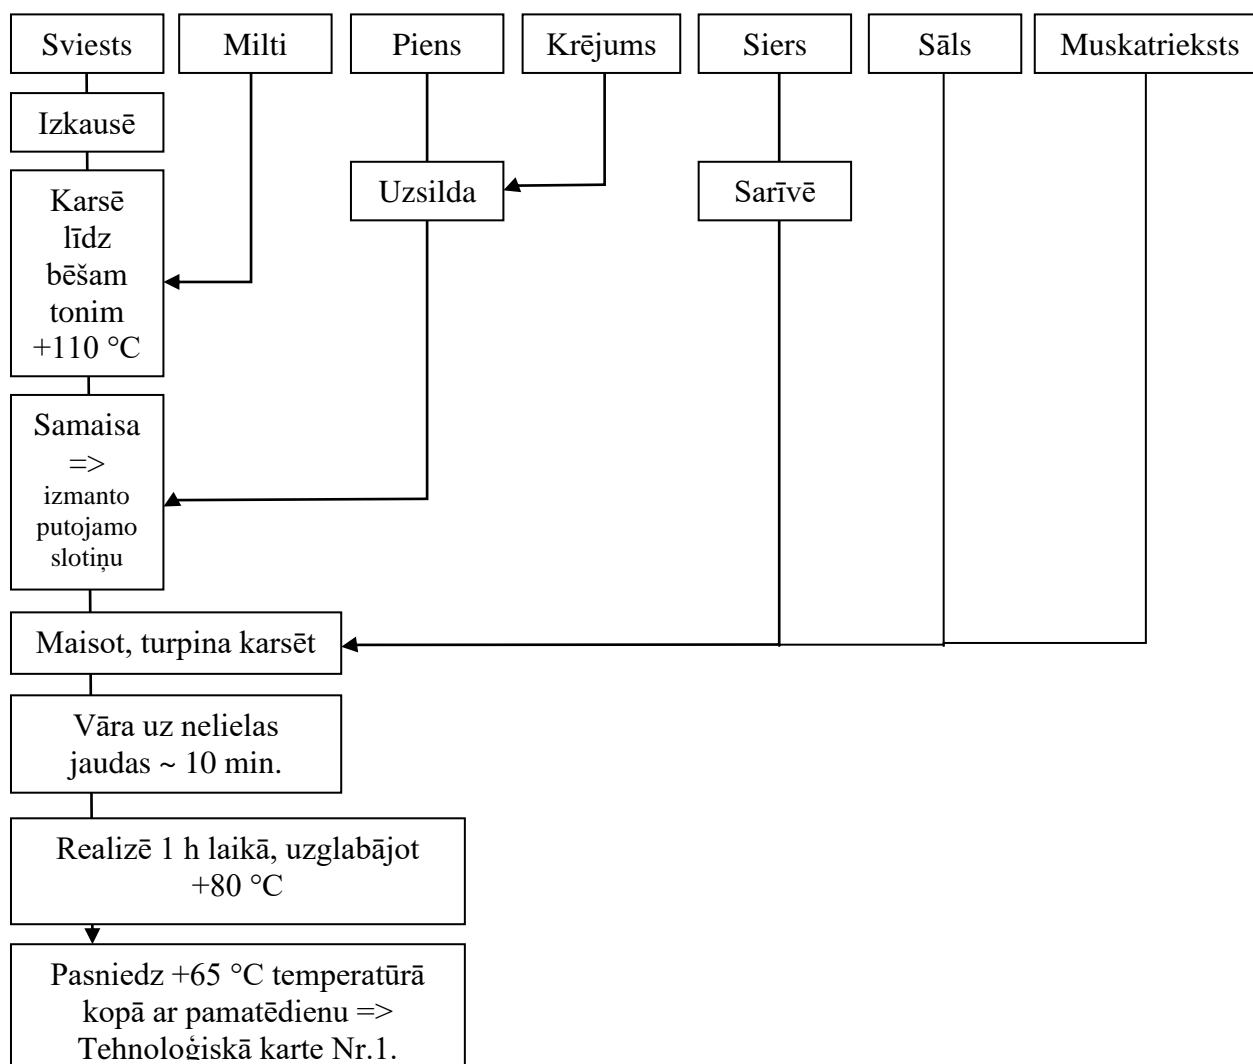 Sviests
Milti
Piens
Krējums
Siers
Sāls
Muskatrieksts
Izkausē
Uzsilda
Sarīvē
Karsē
līdz
bēšam
tonim
+110 °C
Samaisa
=>
izmanto
putojamo
slotiņu
Maisot, turpina karsēt
Vāra uz nelielas
jaudas ~ 10 min.
Realizē 1 h laikā, uzglabājot
+80 °C
Pasniedz +65 °C temperatūrā
kopā ar pamatēdienu =>
Tehnoloģiskā karte Nr.1.